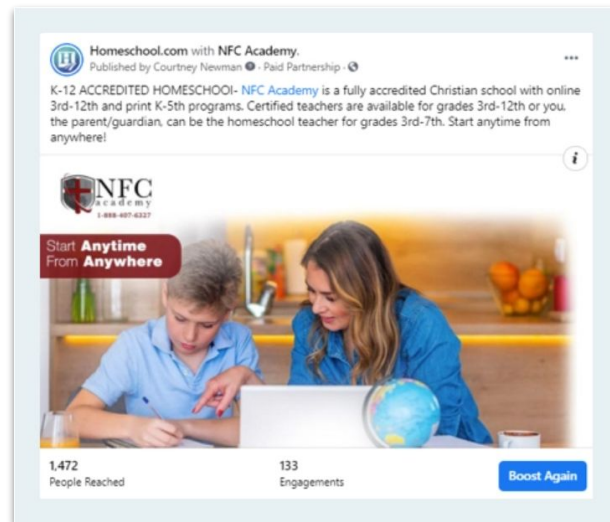 Homeschool.com with NFC Academy.
Published by Courtney Newman · Paid Partnership ·
K-12 ACCREDITED HOMESCHOOl- NFC Academy is a fully accredited Christian school with online
3rd-12th and print K-5th programs. Certified teachers are available for grades 3rd-12th or you,
the parent/guardian, can be the homeschool teacher for grades 3rd-7th. Start anytime from
anywhere!
NFC
academy
1-888-407-6327
Start Anytime
From Anywhere
1,472
People Reached
133
Engagements
Boost Again